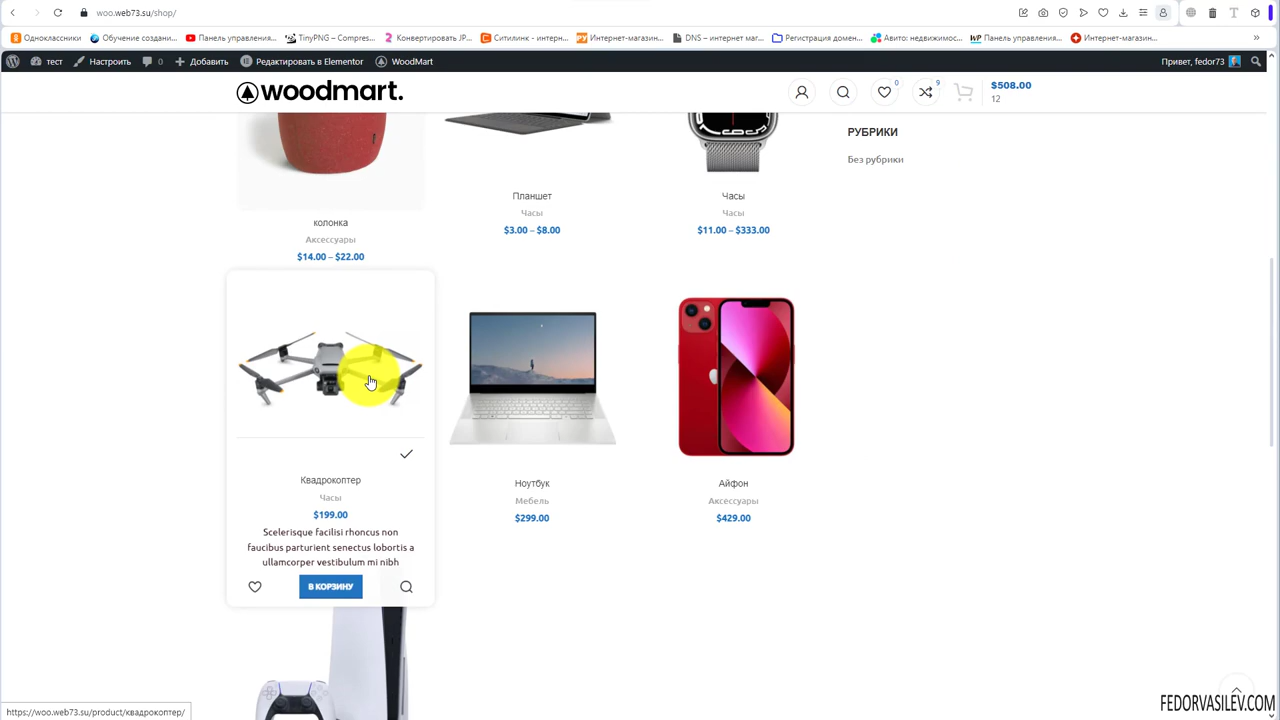 woo.web73.su/shop/
Одноклассники
Обучение создани...
Панель управления...
TinyPNG – Compres...
Конвертировать JP...
Ситилинк - интерн...
Интернет-магазин...
DNS – интернет маг...
Регистрация домен...
Авито: недвижимос...
Панель управления...
Интернет-магазин...
тест
Настроить
0
Добавить
Редактировать в Elementor
WoodMart
Привет, fedor73
woodmart.
0
9
$508.00
12
РУБРИКИ
Без рубрики
Планшет
Часы
$3.00 – $8.00
Часы
Часы
$11.00 – $333.00
колонка
Аксессуары
$14.00 – $22.00
Квадрокоптер
Часы
$199.00
Scelerisque facilisi rhoncus non
faucibus parturient senectus lobortis a
ullamcorper vestibulum mi nibh
В КОРЗИНУ
Ноутбук
Мебель
$299.00
Айфон
Аксессуары
$429.00
https://woo.web73.su/product/квадрокоптер/
FEDORVASILEV.COM